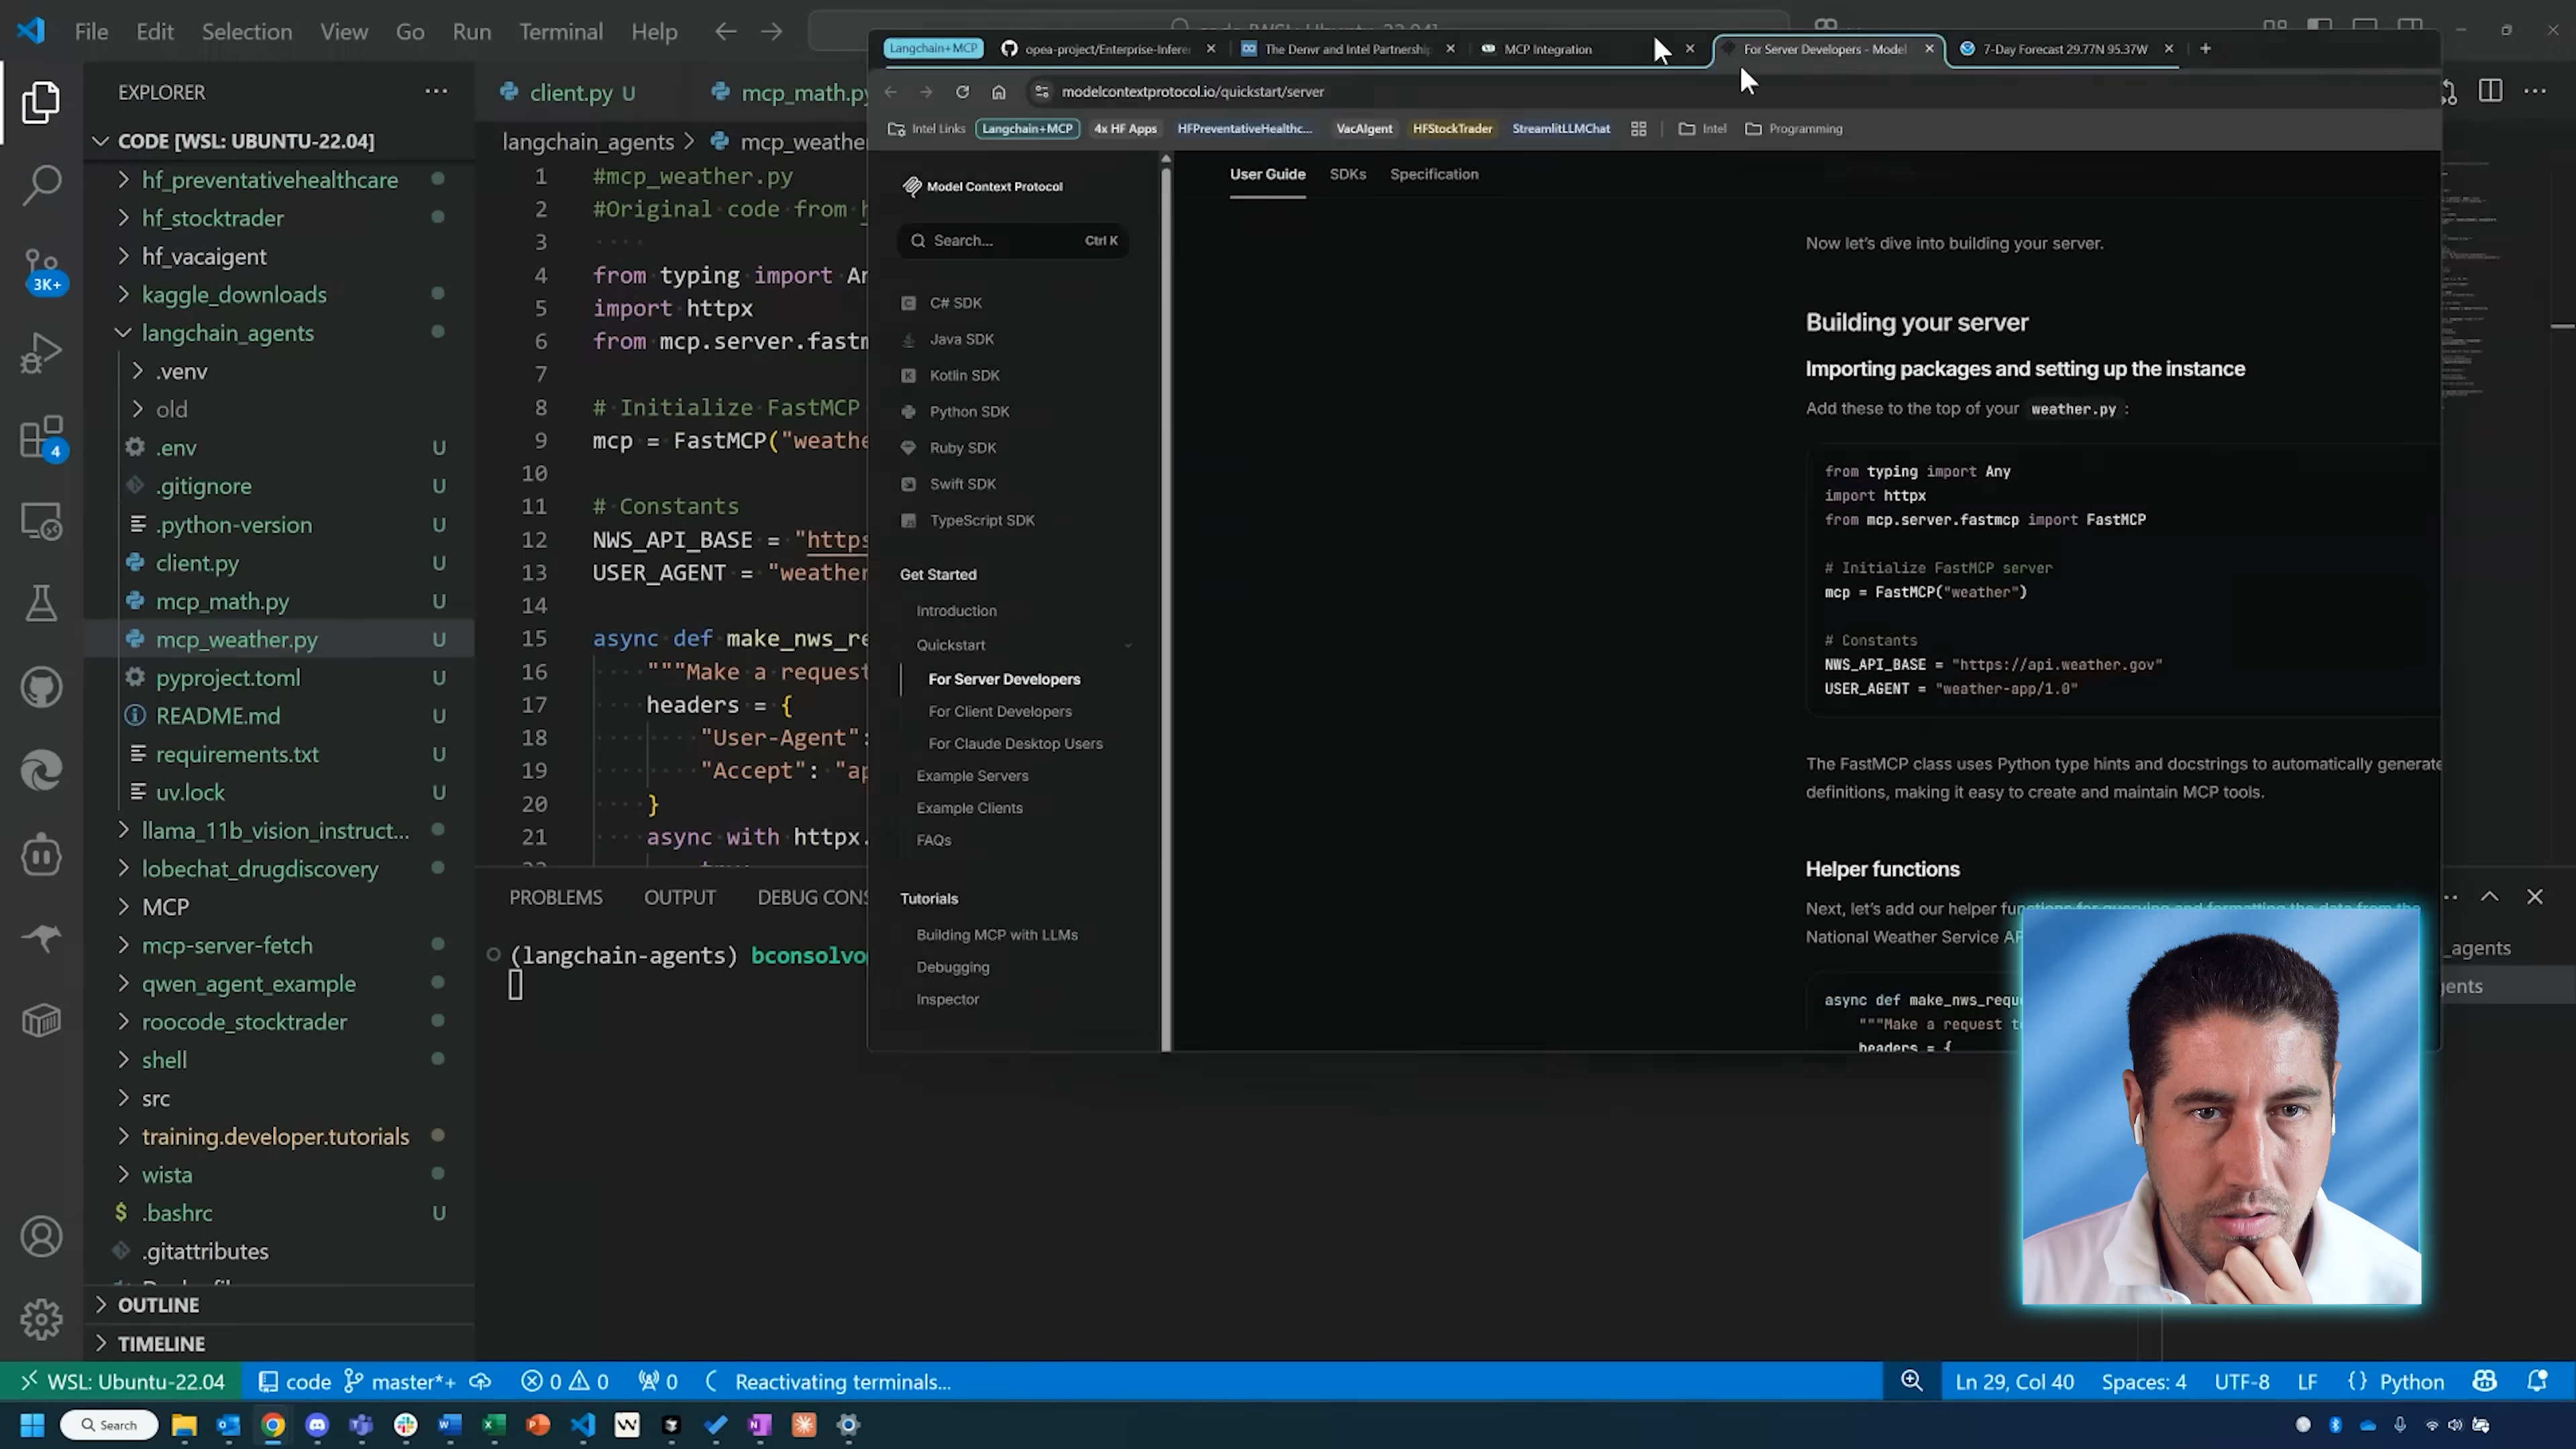 File Edit Selection View Go Run Terminal Help
EXPLORER
CODE [WSL: UBUNTU-22.04]
hf_preventativehealthcare
hf_stocktrader
hf_vacaigent
3K+
kaggle_downloads
langchain_agents
.venv
old
4
.env U
.gitignore U
.python-version U
client.py U
mcp_math.py U
mcp_weather.py U
pyproject.toml U
README.md U
requirements.txt U
uv.lock U
llama_11b_vision_instruct...
lobechat_drugdiscovery
MCP
mcp-server-fetch
qwen_agent_example
roocode_stocktrader
shell
src
training.developer.tutorials
wista
.bashrc U
.gitattributes
OUTLINE
TIMELINE
client.py U mcp_math.py
langchain_agents > mcp_weathe
1 #mcp_weather.py
2 #Original code from
3
4 from typing import An
5 import httpx
6 from mcp.server.fastm
7
8 # Initialize FastMCP
9 mcp = FastMCP("weathe
10
11 # Constants
12 NWS_API_BASE = "https
13 USER_AGENT = "weather
14
15 async def make_nws_re
16 """Make a request
17 headers = {
18 "User-Agent":
19 "Accept": "ap
20 }
21 async with httpx.
PROBLEMS OUTPUT DEBUG CONS
(langchain-agents) bconsolvo
Langchain+MCP opea-project/Enterprise-Infere The Denvr and Intel Partnership MCP Integration For Server Developers - Model 7-Day Forecast 29.77N 95.37W
modelcontextprotocol.io/quickstart/server
Intel Links Langchain+MCP 4x HF Apps HFPreventativeHealthc... VacAIgent HFStockTrader StreamlitLLMChat Intel Programming
Model Context Protocol
Search... Ctrl K
C# SDK
Java SDK
Kotlin SDK
Python SDK
Ruby SDK
Swift SDK
TypeScript SDK
Get Started
Introduction
Quickstart
For Server Developers
For Client Developers
For Claude Desktop Users
Example Servers
Example Clients
FAQs
Tutorials
Building MCP with LLMs
Debugging
Inspector
User Guide SDKs Specification
Now let's dive into building your server.
Building your server
Importing packages and setting up the instance
Add these to the top of your weather.py :
from typing import Any
import httpx
from mcp.server.fastmcp import FastMCP
# Initialize FastMCP server
mcp = FastMCP("weather")
# Constants
NWS_API_BASE = "https://api.weather.gov"
USER_AGENT = "weather-app/1.0"
The FastMCP class uses Python type hints and docstrings to automatically generate
definitions, making it easy to create and maintain MCP tools.
Helper functions
Next, let's add our helper functions for querying and formatting the data from the
National Weather Service AP
async def make_nws_reque
"""Make a request t
headers = {
_agents
gents
WSL: Ubuntu-22.04 code master*+ 0 0 0 Reactivating terminals... Ln 29, Col 40 Spaces: 4 UTF-8 LF {} Python
Search